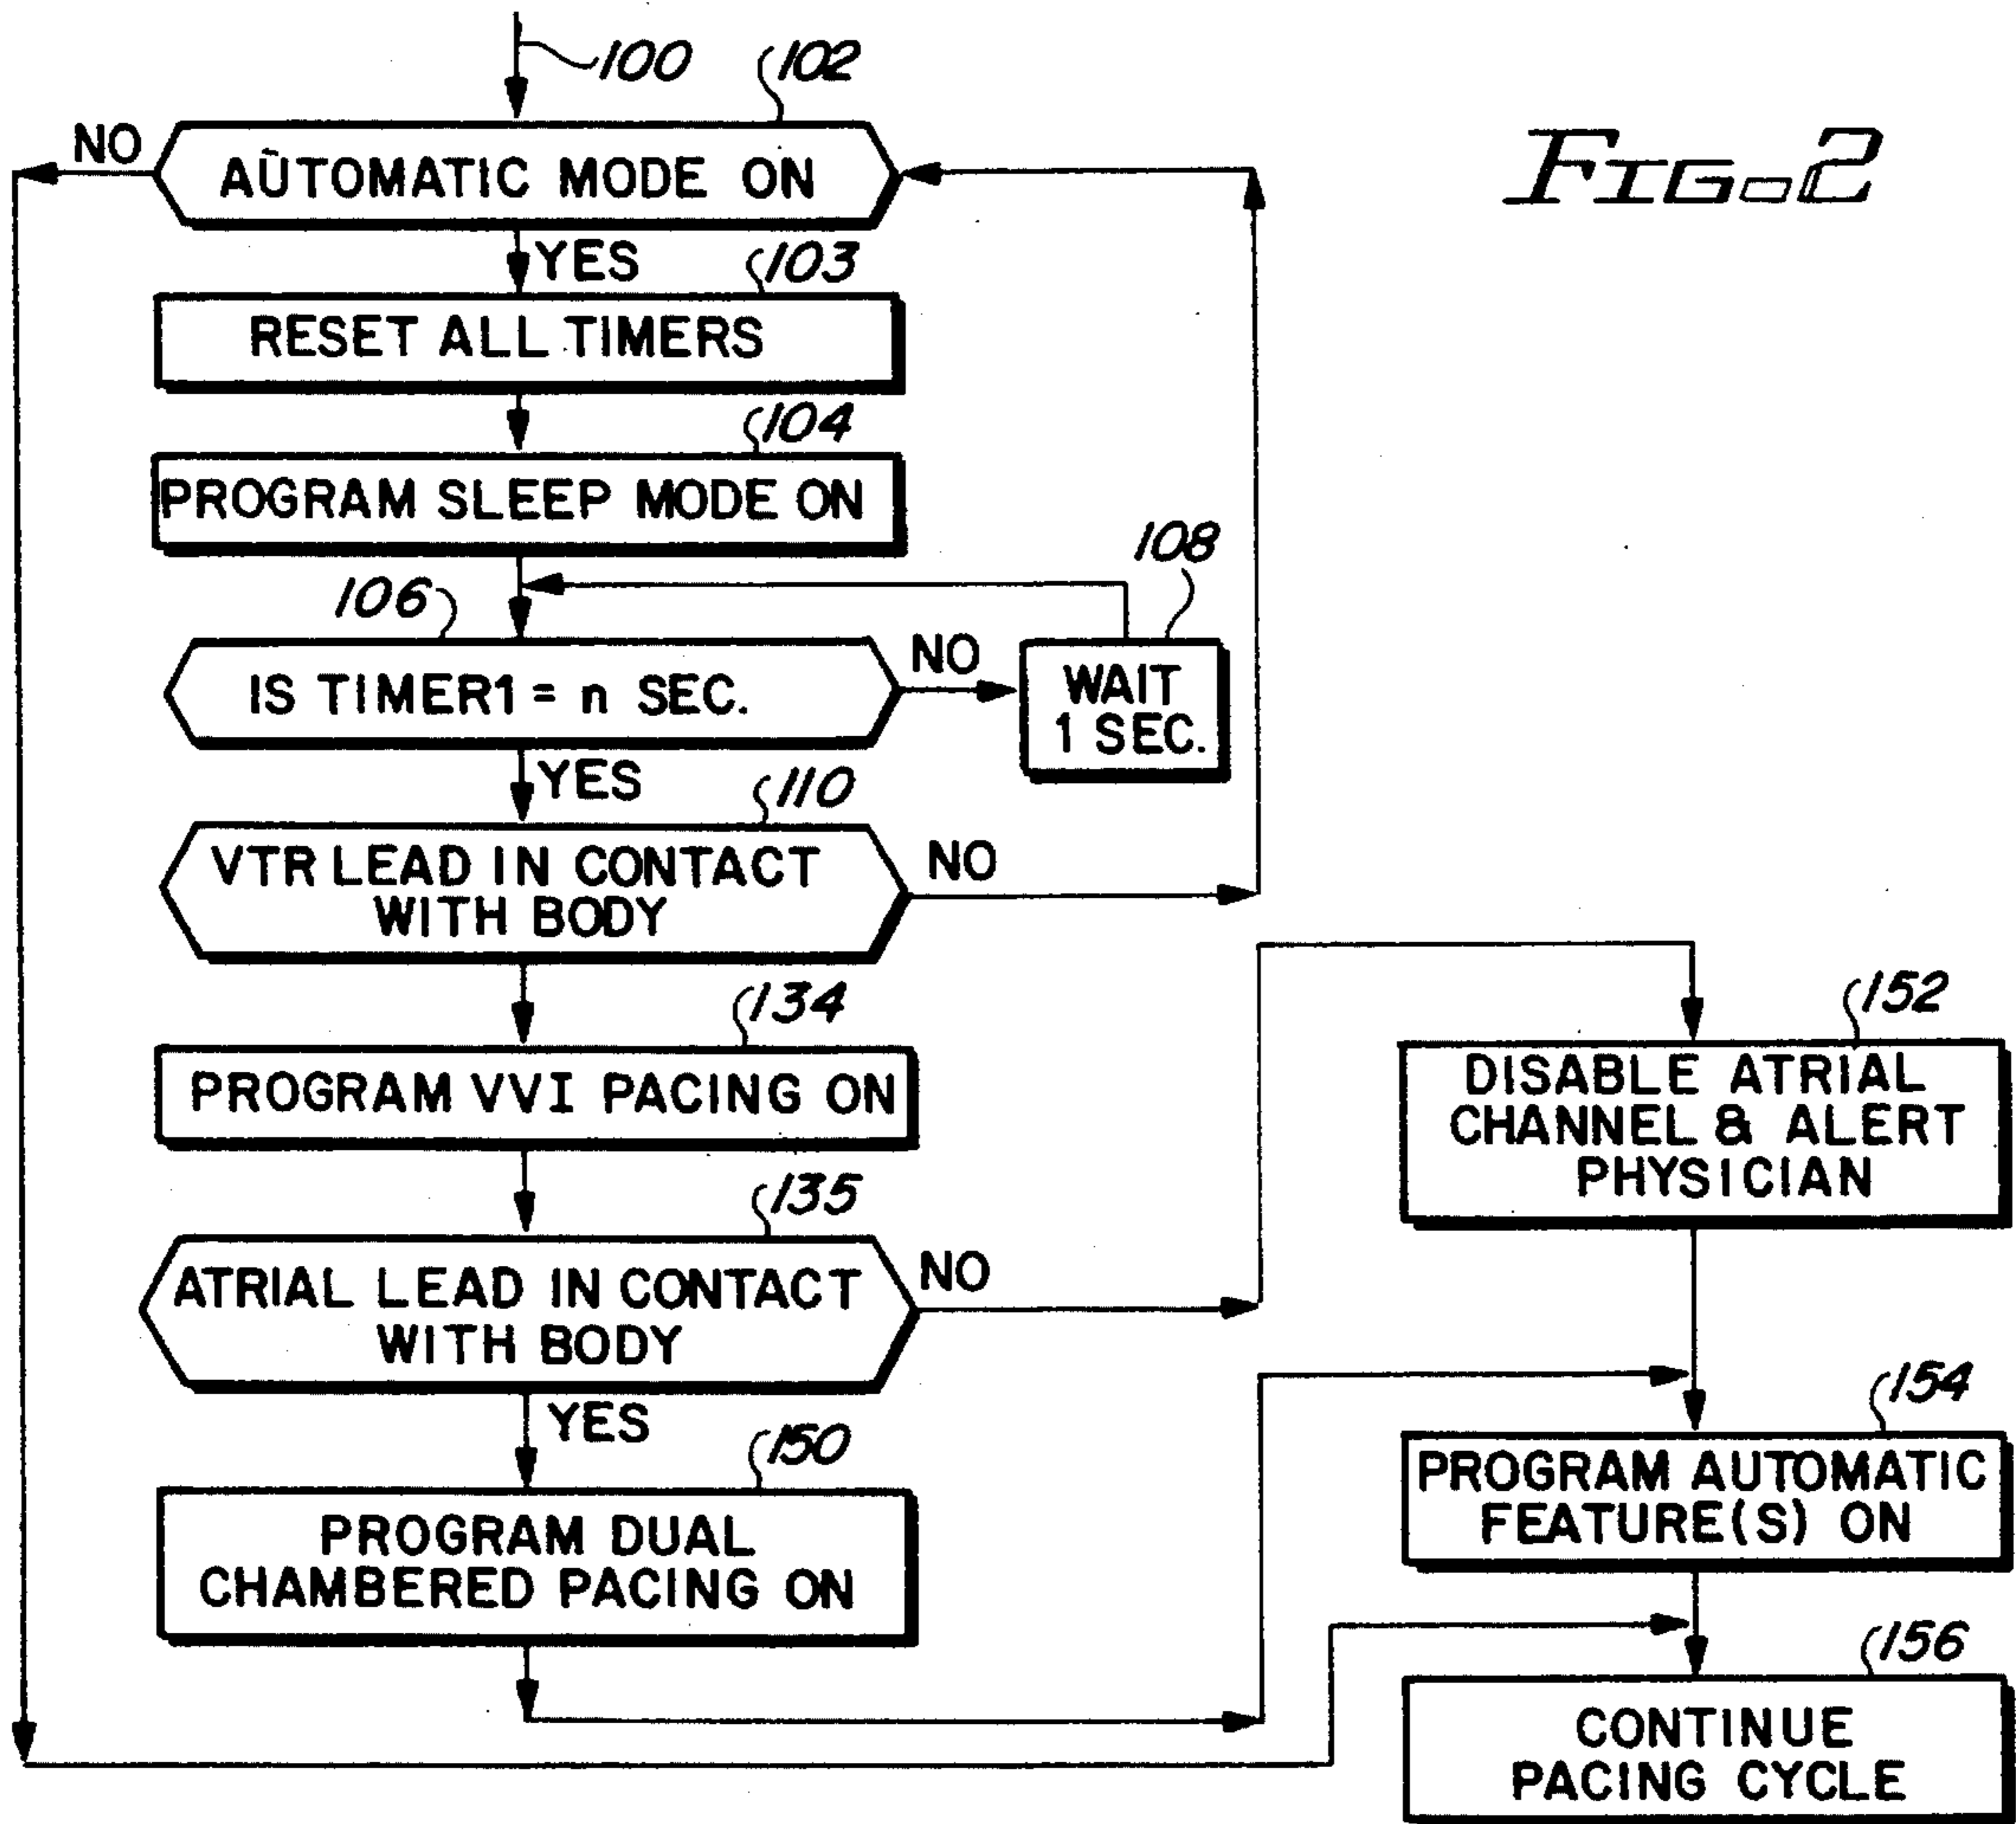 100
102
FIG. 2
NO
AUTOMATIC MODE ON
YES
103
RESET ALL TIMERS
104
PROGRAM SLEEP MODE ON
108
106
IS TIMER1 = n SEC.
NO
WAIT
1 SEC.
YES
110
VTR LEAD IN CONTACT
WITH BODY
NO
134
PROGRAM VVI PACING ON
152
DISABLE ATRIAL
CHANNEL & ALERT
PHYSICIAN
135
ATRIAL LEAD IN CONTACT
WITH BODY
NO
YES
150
PROGRAM DUAL
CHAMBERED PACING ON
154
PROGRAM AUTOMATIC
FEATURE(S) ON
156
CONTINUE
PACING CYCLE